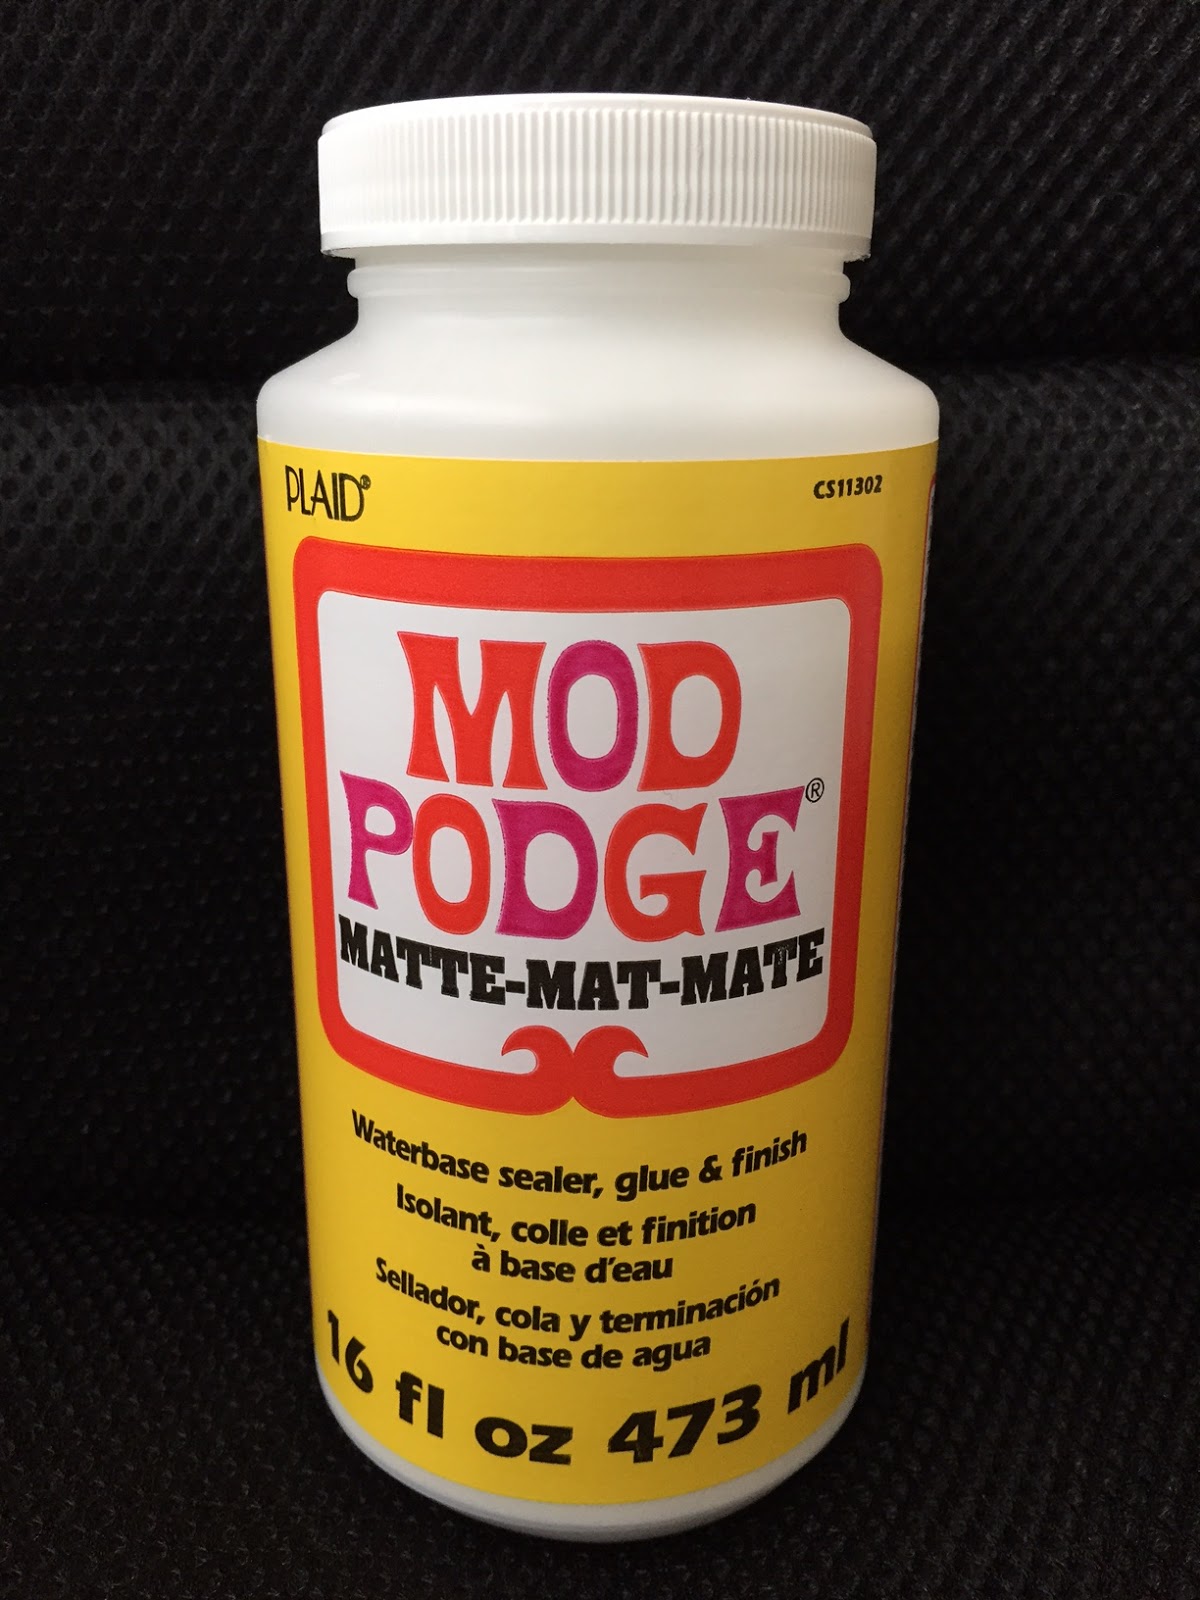 PLAID®
CS11302
MOD
PODGE®
MATTE-MAT-MATE
Waterbase sealer, glue & finish
Isolant, colle et finition
à base d'eau
Sellador, cola y terminación
con base de agua
16 fl oz 473 ml